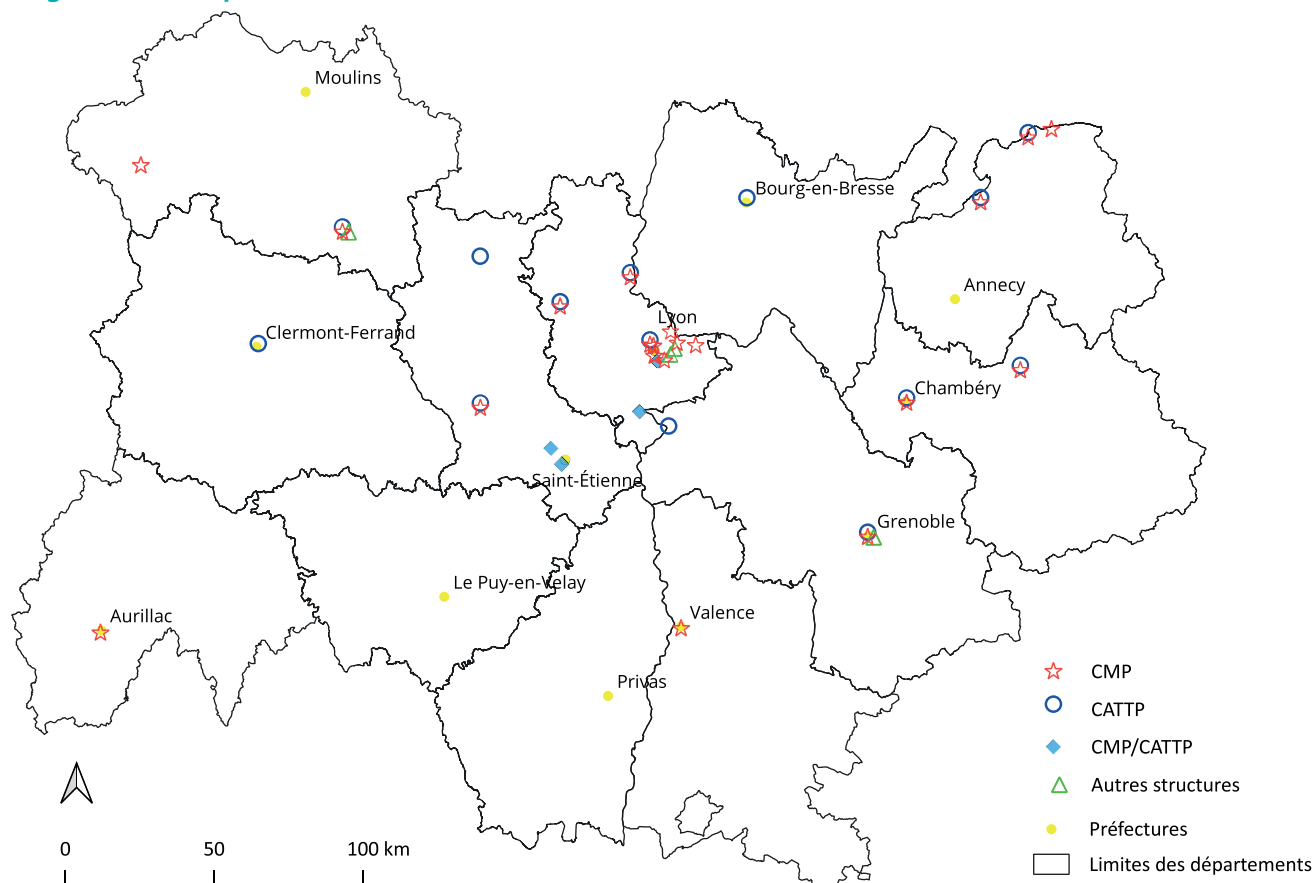 Moulins
Bourg-en-Bresse
Annecy
Lyon
Clermont-Ferrand
Chambéry
Saint-Étienne
Grenoble
Le Puy-en-Velay
Aurillac
Valence
Privas
CMP
CATTP
CMP/CATTP
Autres structures
Préfectures
Limites des départements
0 50 100 km